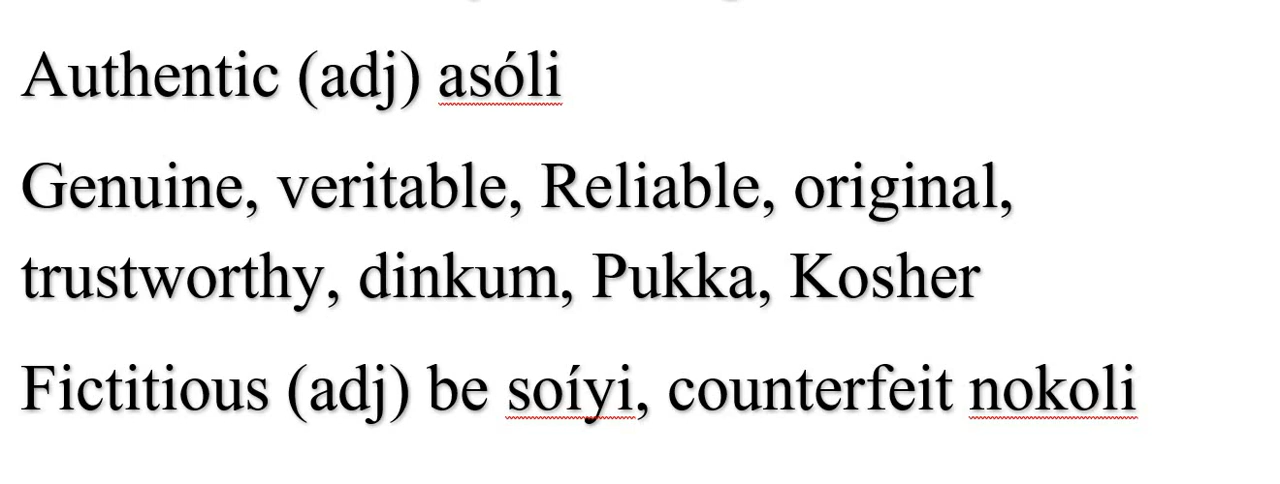 Authentic (adj) asóli
Genuine, veritable, Reliable, original,
trustworthy, dinkum, Pukka, Kosher
Fictitious (adj) be soíyi, counterfeit nokoli